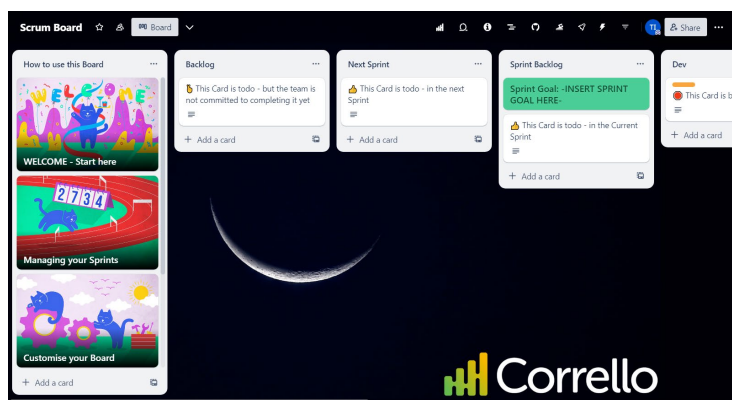 Scrum Board
Board
TI
Share
How to use this Board
WELCOME
WELCOME - Start here
2734
Managing your Sprints
Customise your Board
+ Add a card
Backlog
This Card is todo - but the team is
not committed to completing it yet
+ Add a card
Next Sprint
This Card is todo - in the next
Sprint
+ Add a card
Sprint Backlog
Sprint Goal: -INSERT SPRINT
GOAL HERE-
This Card is todo - in the Current
Sprint
+ Add a card
Dev
This Card is b
+ Add a card
Corrello